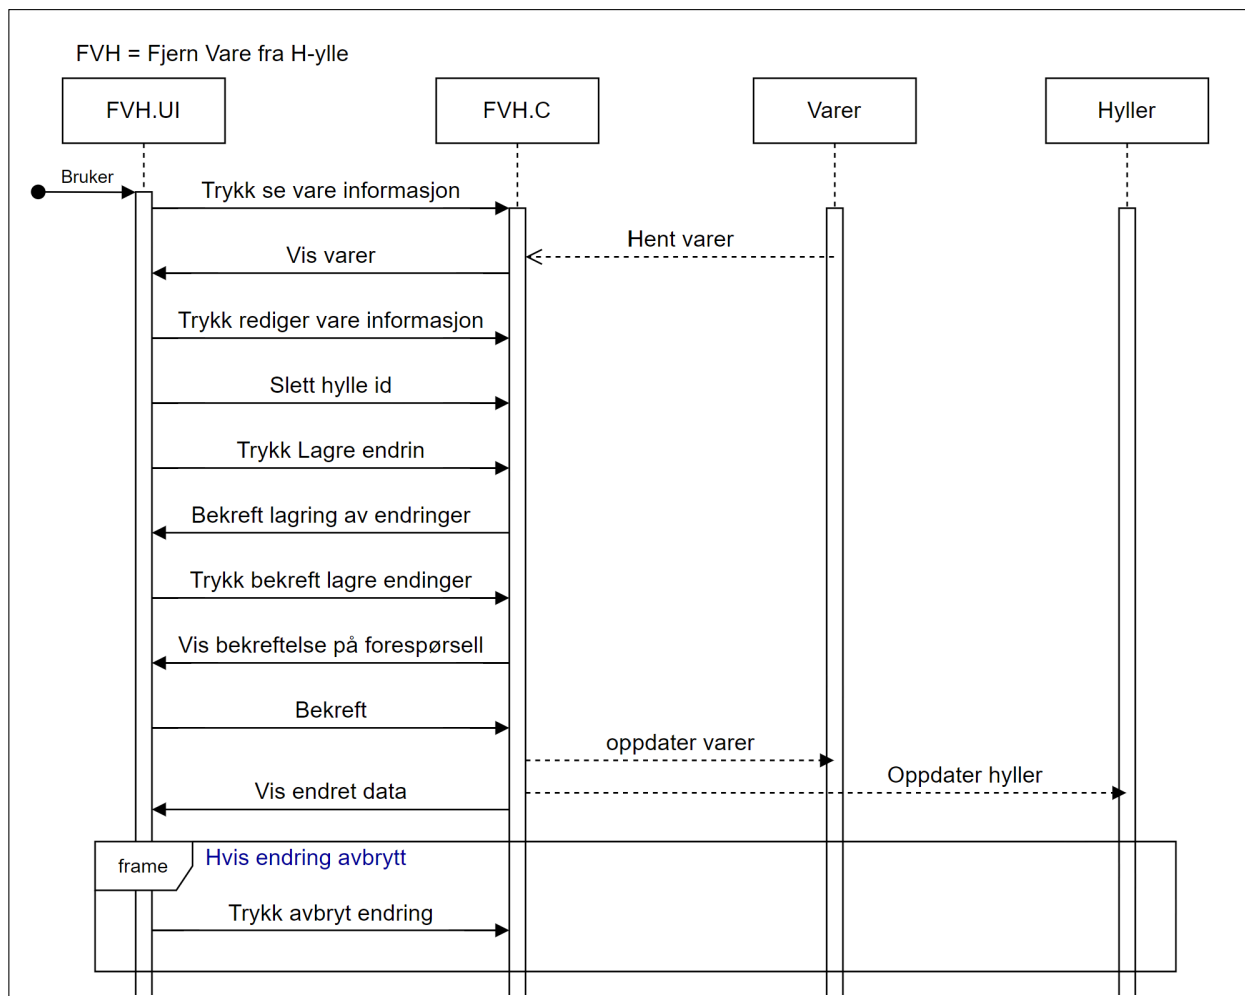 FVH = Fjern Vare fra H-ylle
FVH.UI
FVH.C
Varer
Hyller
Bruker
Trykk se vare informasjon
Hent varer
Vis varer
Trykk rediger vare informasjon
Slett hylle id
Trykk Lagre endrin
Bekreft lagring av endringer
Trykk bekreft lagre endinger
Vis bekreftelse på forespørsell
Bekreft
oppdater varer
Oppdater hyller
Vis endret data
frame
Hvis endring avbrytt
Trykk avbryt endring